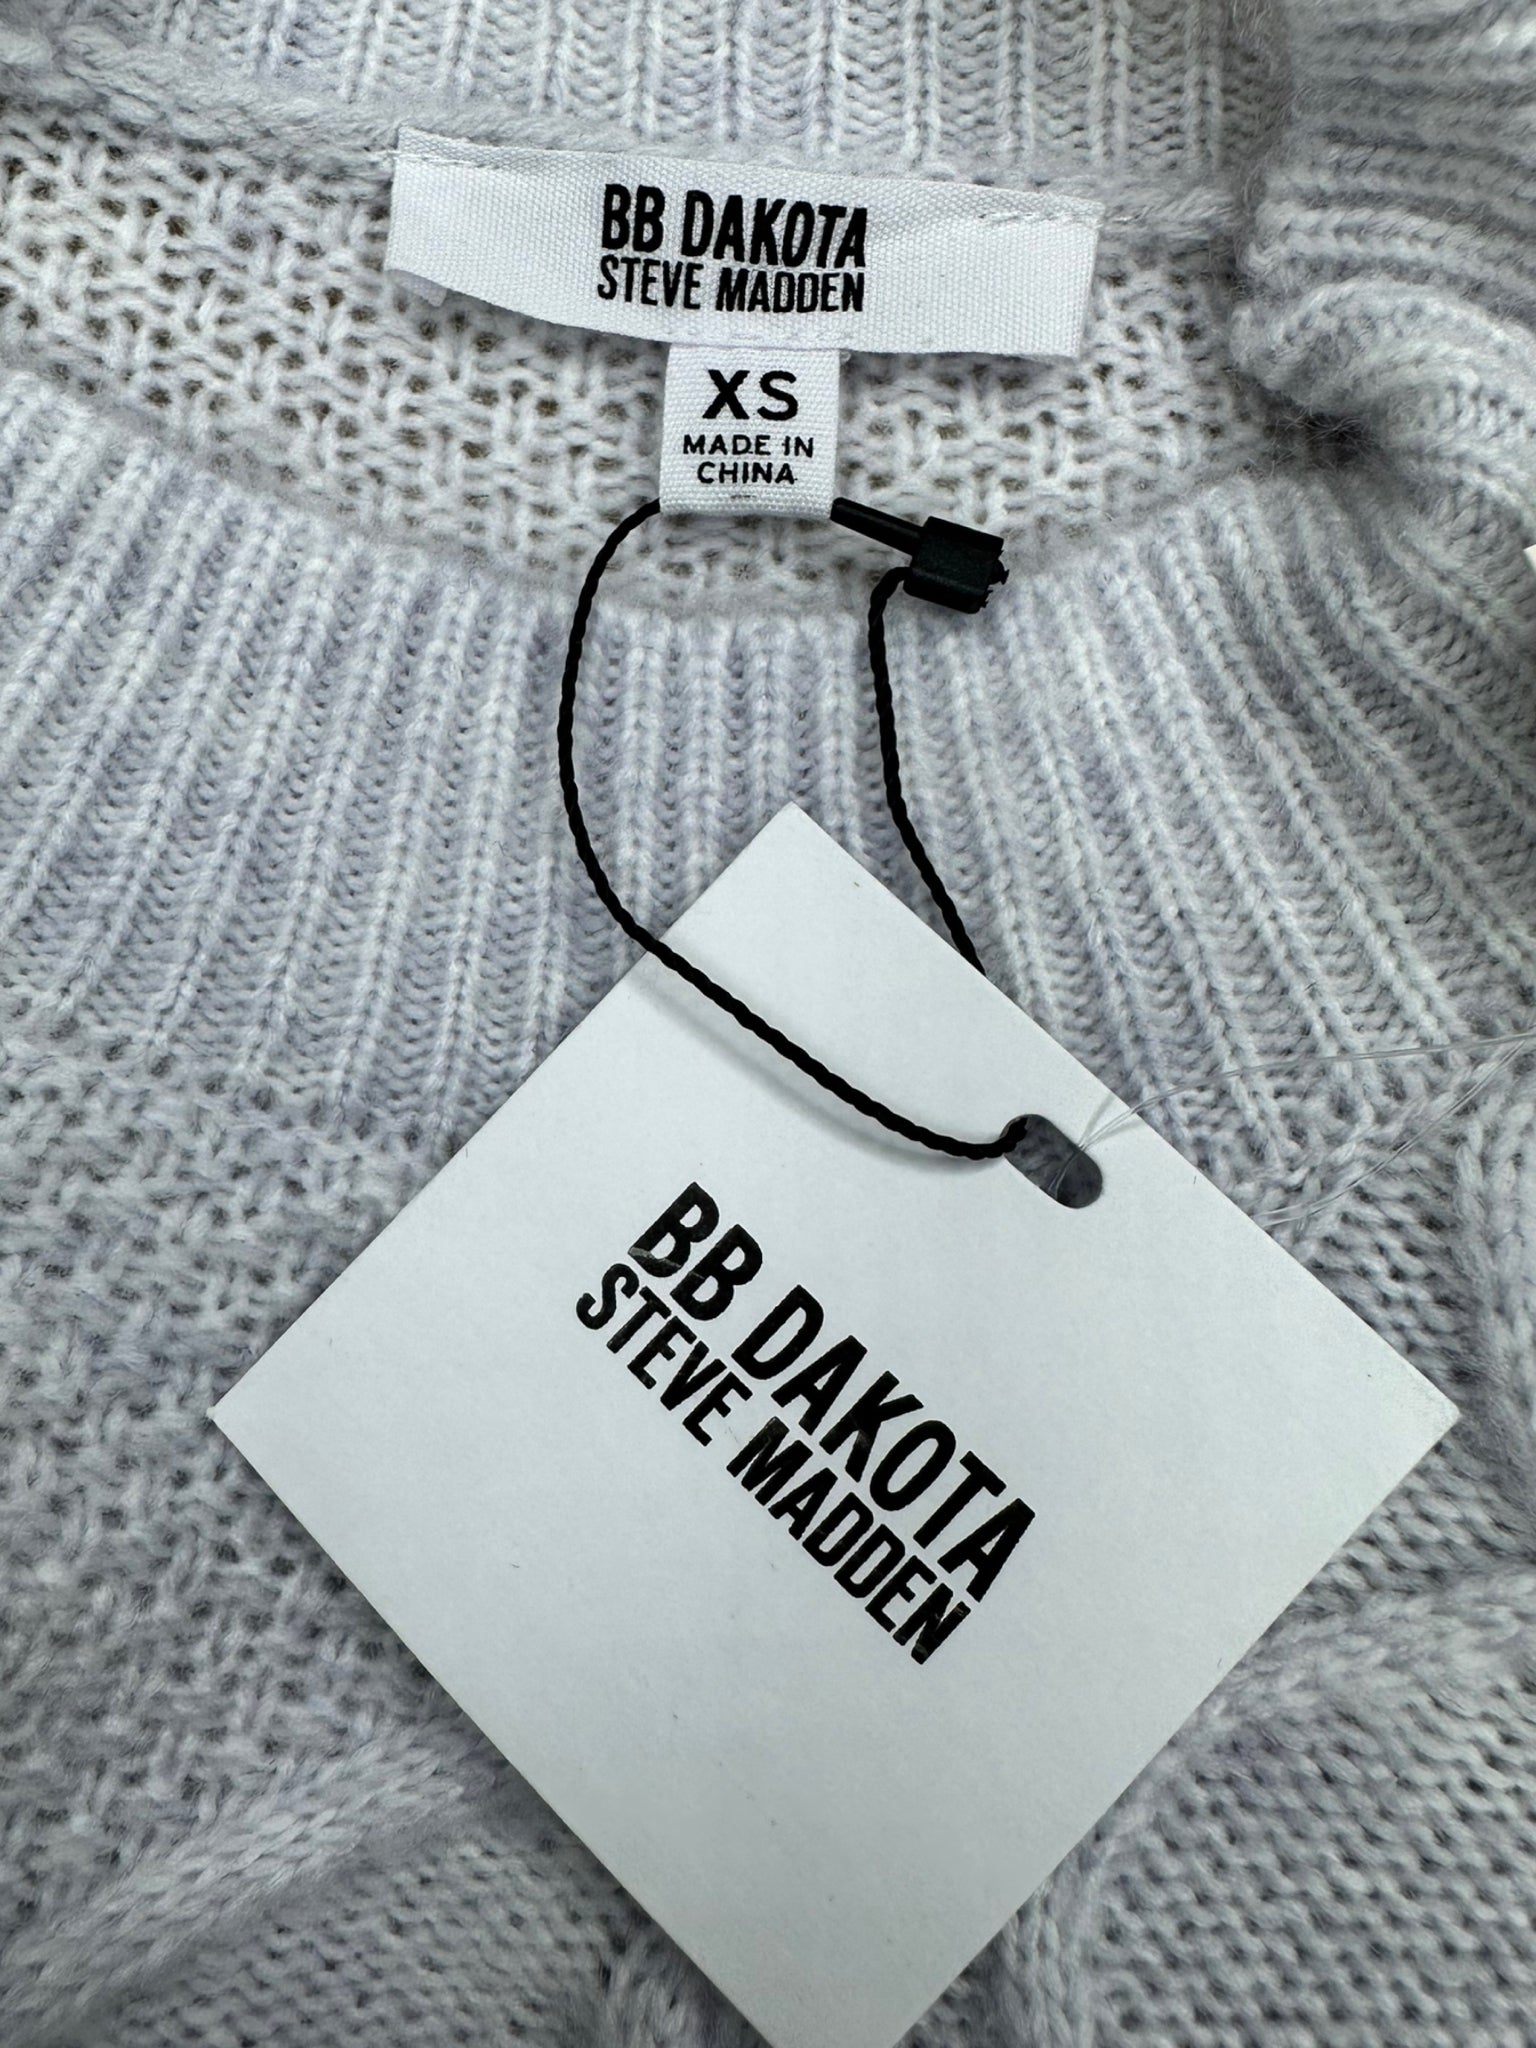 BB DAKOTA
STEVE MADDEN
XS
MADE IN
CHINA
BB DAKOTA
STEVE MADDEN